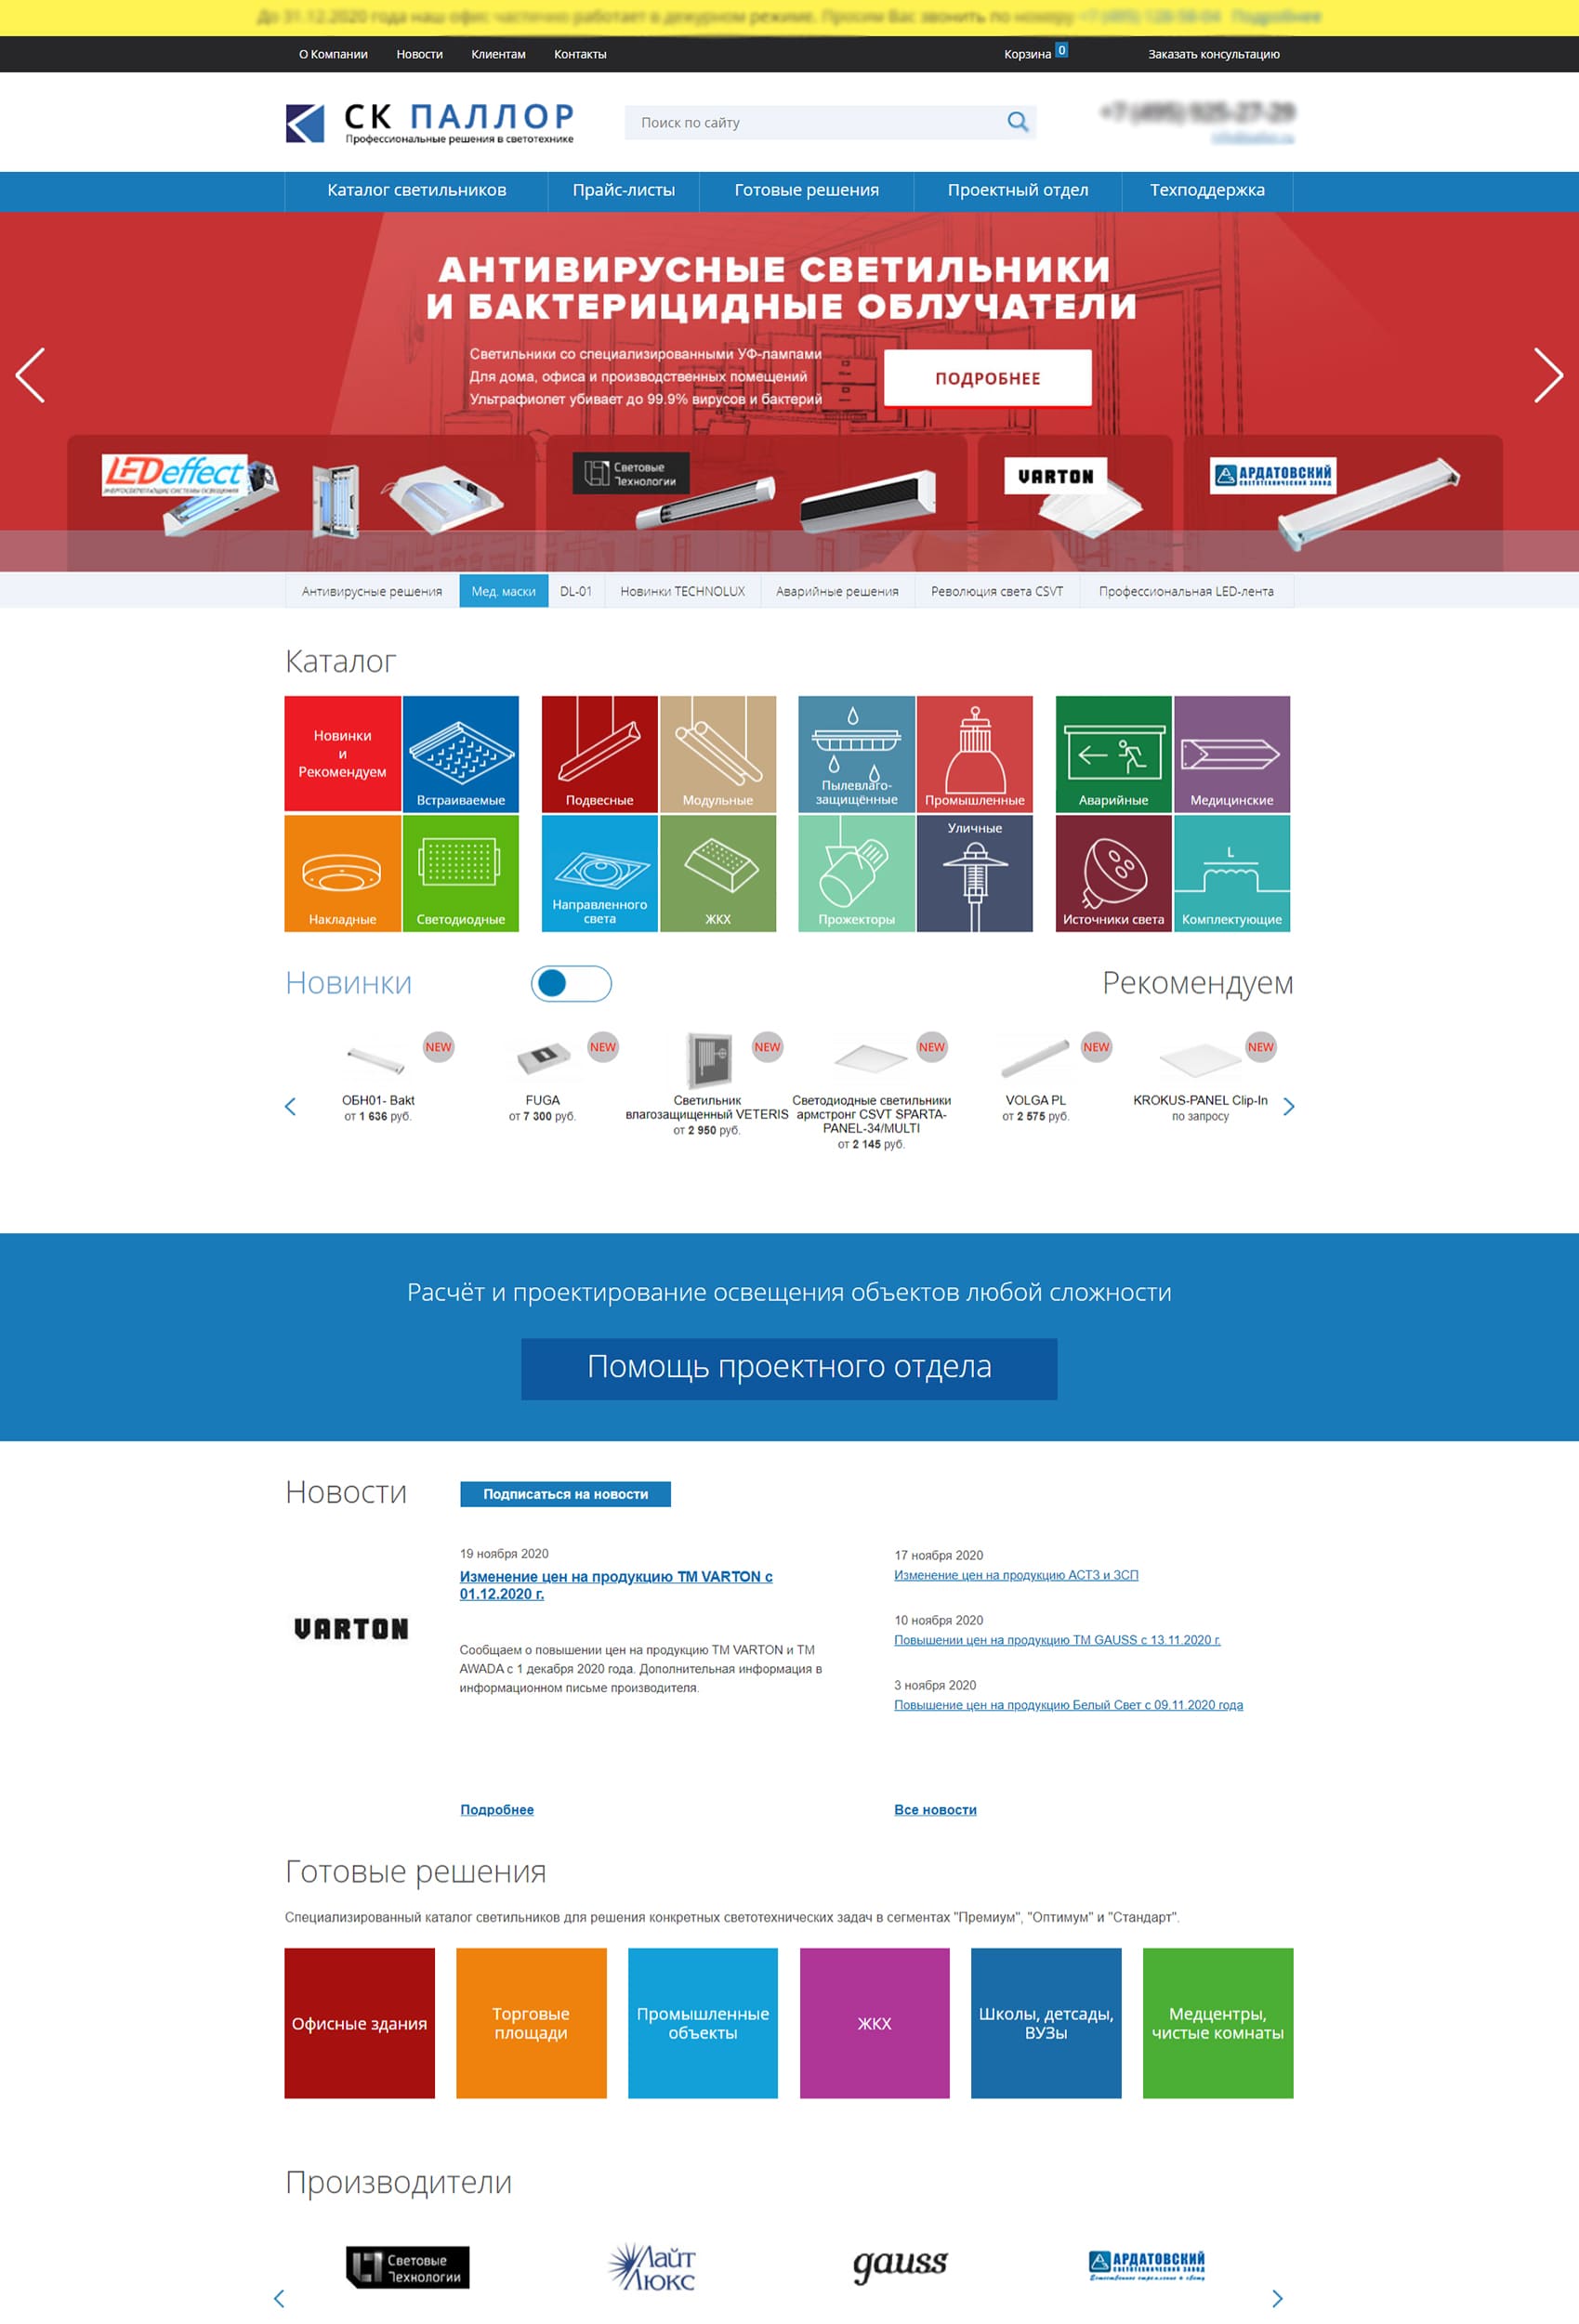 О Компании
Новости
Клиентам
Контакты
Корзина 0
Заказать консультацию
СК ПАЛЛОР
Профессиональные решения в светотехнике
Поиск по сайту
Каталог светильников
Прайс-листы
Готовые решения
Проектный отдел
Техподдержка
АНТИВИРУСНЫЕ СВЕТИЛЬНИКИ
И БАКТЕРИЦИДНЫЕ ОБЛУЧАТЕЛИ
Светильники со специализированными УФ-лампами
Для дома, офиса и производственных помещений
Ультрафиолет убивает до 99.9% вирусов и бактерий
ПОДРОБНЕЕ
LEDeffect
ЭНЕРГОСБЕРЕГАЮЩИЕ СИСТЕМЫ ОСВЕЩЕНИЯ
Световые
Технологии
VARTON
АРДАТОВСКИЙ
СВЕТОТЕХНИЧЕСКИЙ ЗАВОД
Антивирусные решения
Мед. маски
DL-01
Новинки TECHNOLUX
Аварийные решения
Революция света CSVT
Профессиональная LED-лента
Каталог
Новинки
и
Рекомендуем
Встраиваемые
Подвесные
Модульные
Пылевлаго-
защищённые
Промышленные
Аварийные
Медицинские
Накладные
Светодиодные
Направленного
света
ЖКХ
Прожекторы
Уличные
Источники света
L
Комплектующие
Новинки
Рекомендуем
NEW
NEW
NEW
NEW
NEW
NEW
ОБН01- Bakt
от 1 636 руб.
FUGA
от 7 300 руб.
Светильник
влагозащищенный VETERIS
от 2 950 руб.
Светодиодные светильники
армстронг CSVT SPARTA-
PANEL-34/MULTI
от 2 145 руб.
VOLGA PL
от 2 575 руб.
KROKUS-PANEL Clip-In
по запросу
Расчёт и проектирование освещения объектов любой сложности
Помощь проектного отдела
Новости
Подписаться на новости
VARTON
19 ноября 2020
Изменение цен на продукцию ТМ VARTON с
01.12.2020 г.
Сообщаем о повышении цен на продукцию ТМ VARTON и ТМ
AWADA с 1 декабря 2020 года. Дополнительная информация в
информационном письме производителя.
Подробнее
17 ноября 2020
Изменение цен на продукцию АСТЗ и ЗСП
10 ноября 2020
Повышении цен на продукцию ТМ GAUSS с 13.11.2020 г.
3 ноября 2020
Повышение цен на продукцию Белый Свет с 09.11.2020 года
Все новости
Готовые решения
Специализированный каталог светильников для решения конкретных светотехнических задач в сегментах "Премиум", "Оптимум" и "Стандарт".
Офисные здания
Торговые
площади
Промышленные
объекты
ЖКХ
Школы, детсады,
ВУЗы
Медцентры,
чистые комнаты
Производители
Световые
Технологии
Лайт
Люкс
gauss
АРДАТОВСКИЙ
СВЕТОТЕХНИЧЕСКИЙ ЗАВОД